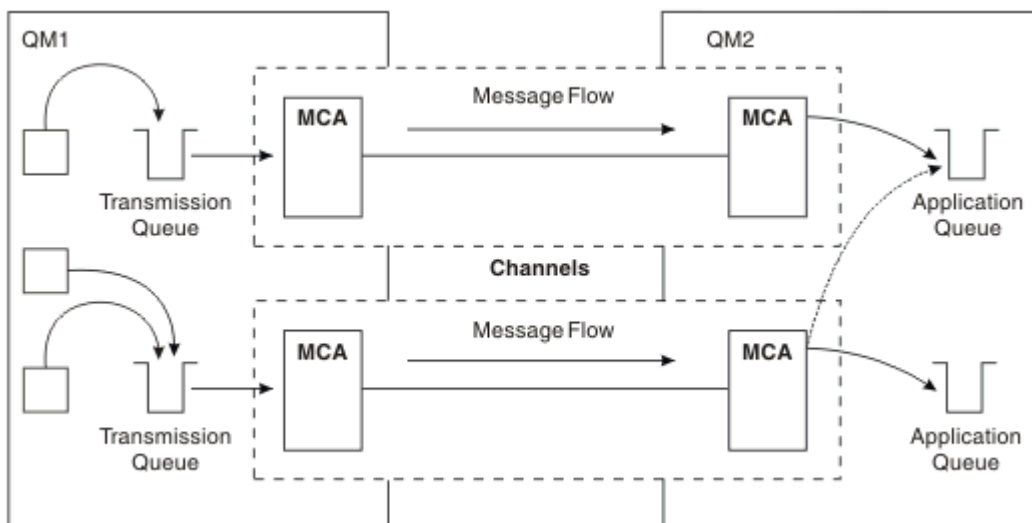 QM1
QM2
Message Flow
MCA
MCA
Transmission
Queue
Application
Queue
Channels
Message Flow
MCA
MCA
Transmission
Queue
Application
Queue